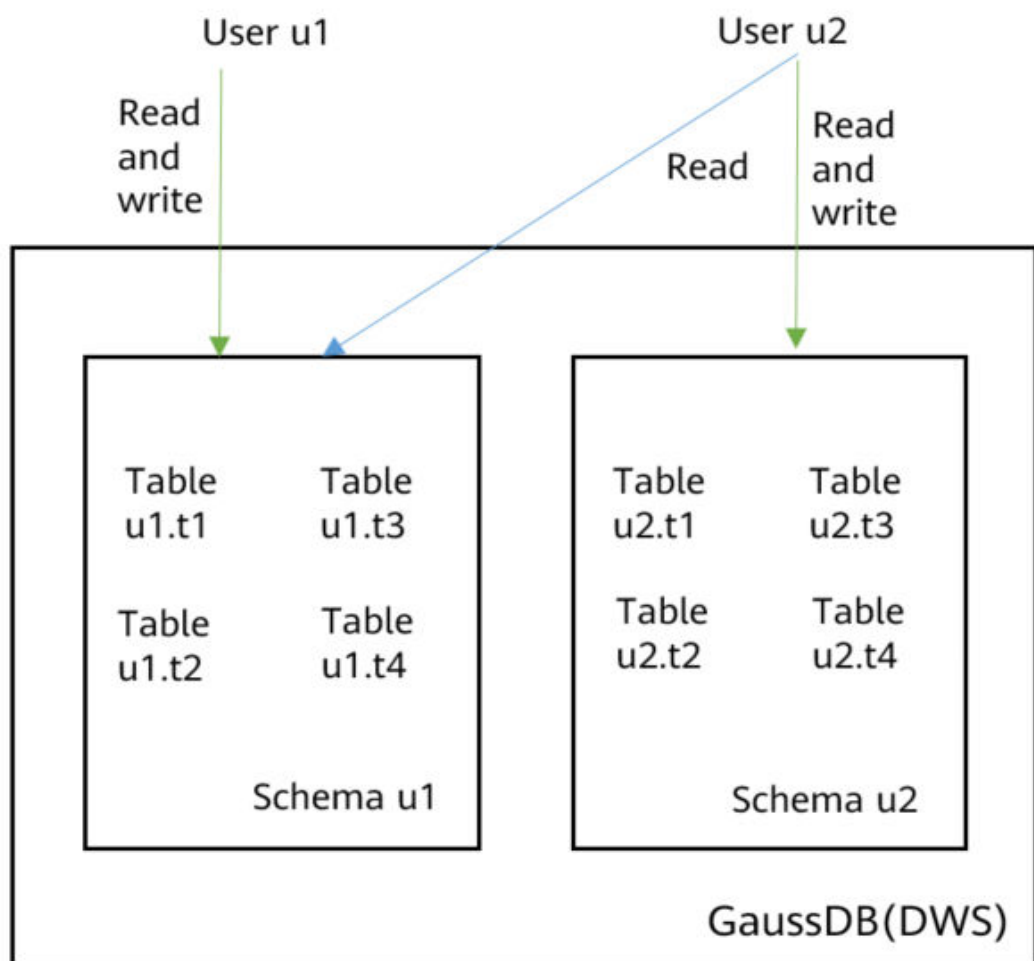 User u1
User u2
Read
and
write
Read
Read
and
write
Table
u1.t1
Table
u1.t3
Table
u1.t2
Table
u1.t4
Schema u1
Table
u2.t1
Table
u2.t3
Table
u2.t2
Table
u2.t4
Schema u2
GaussDB(DWS)